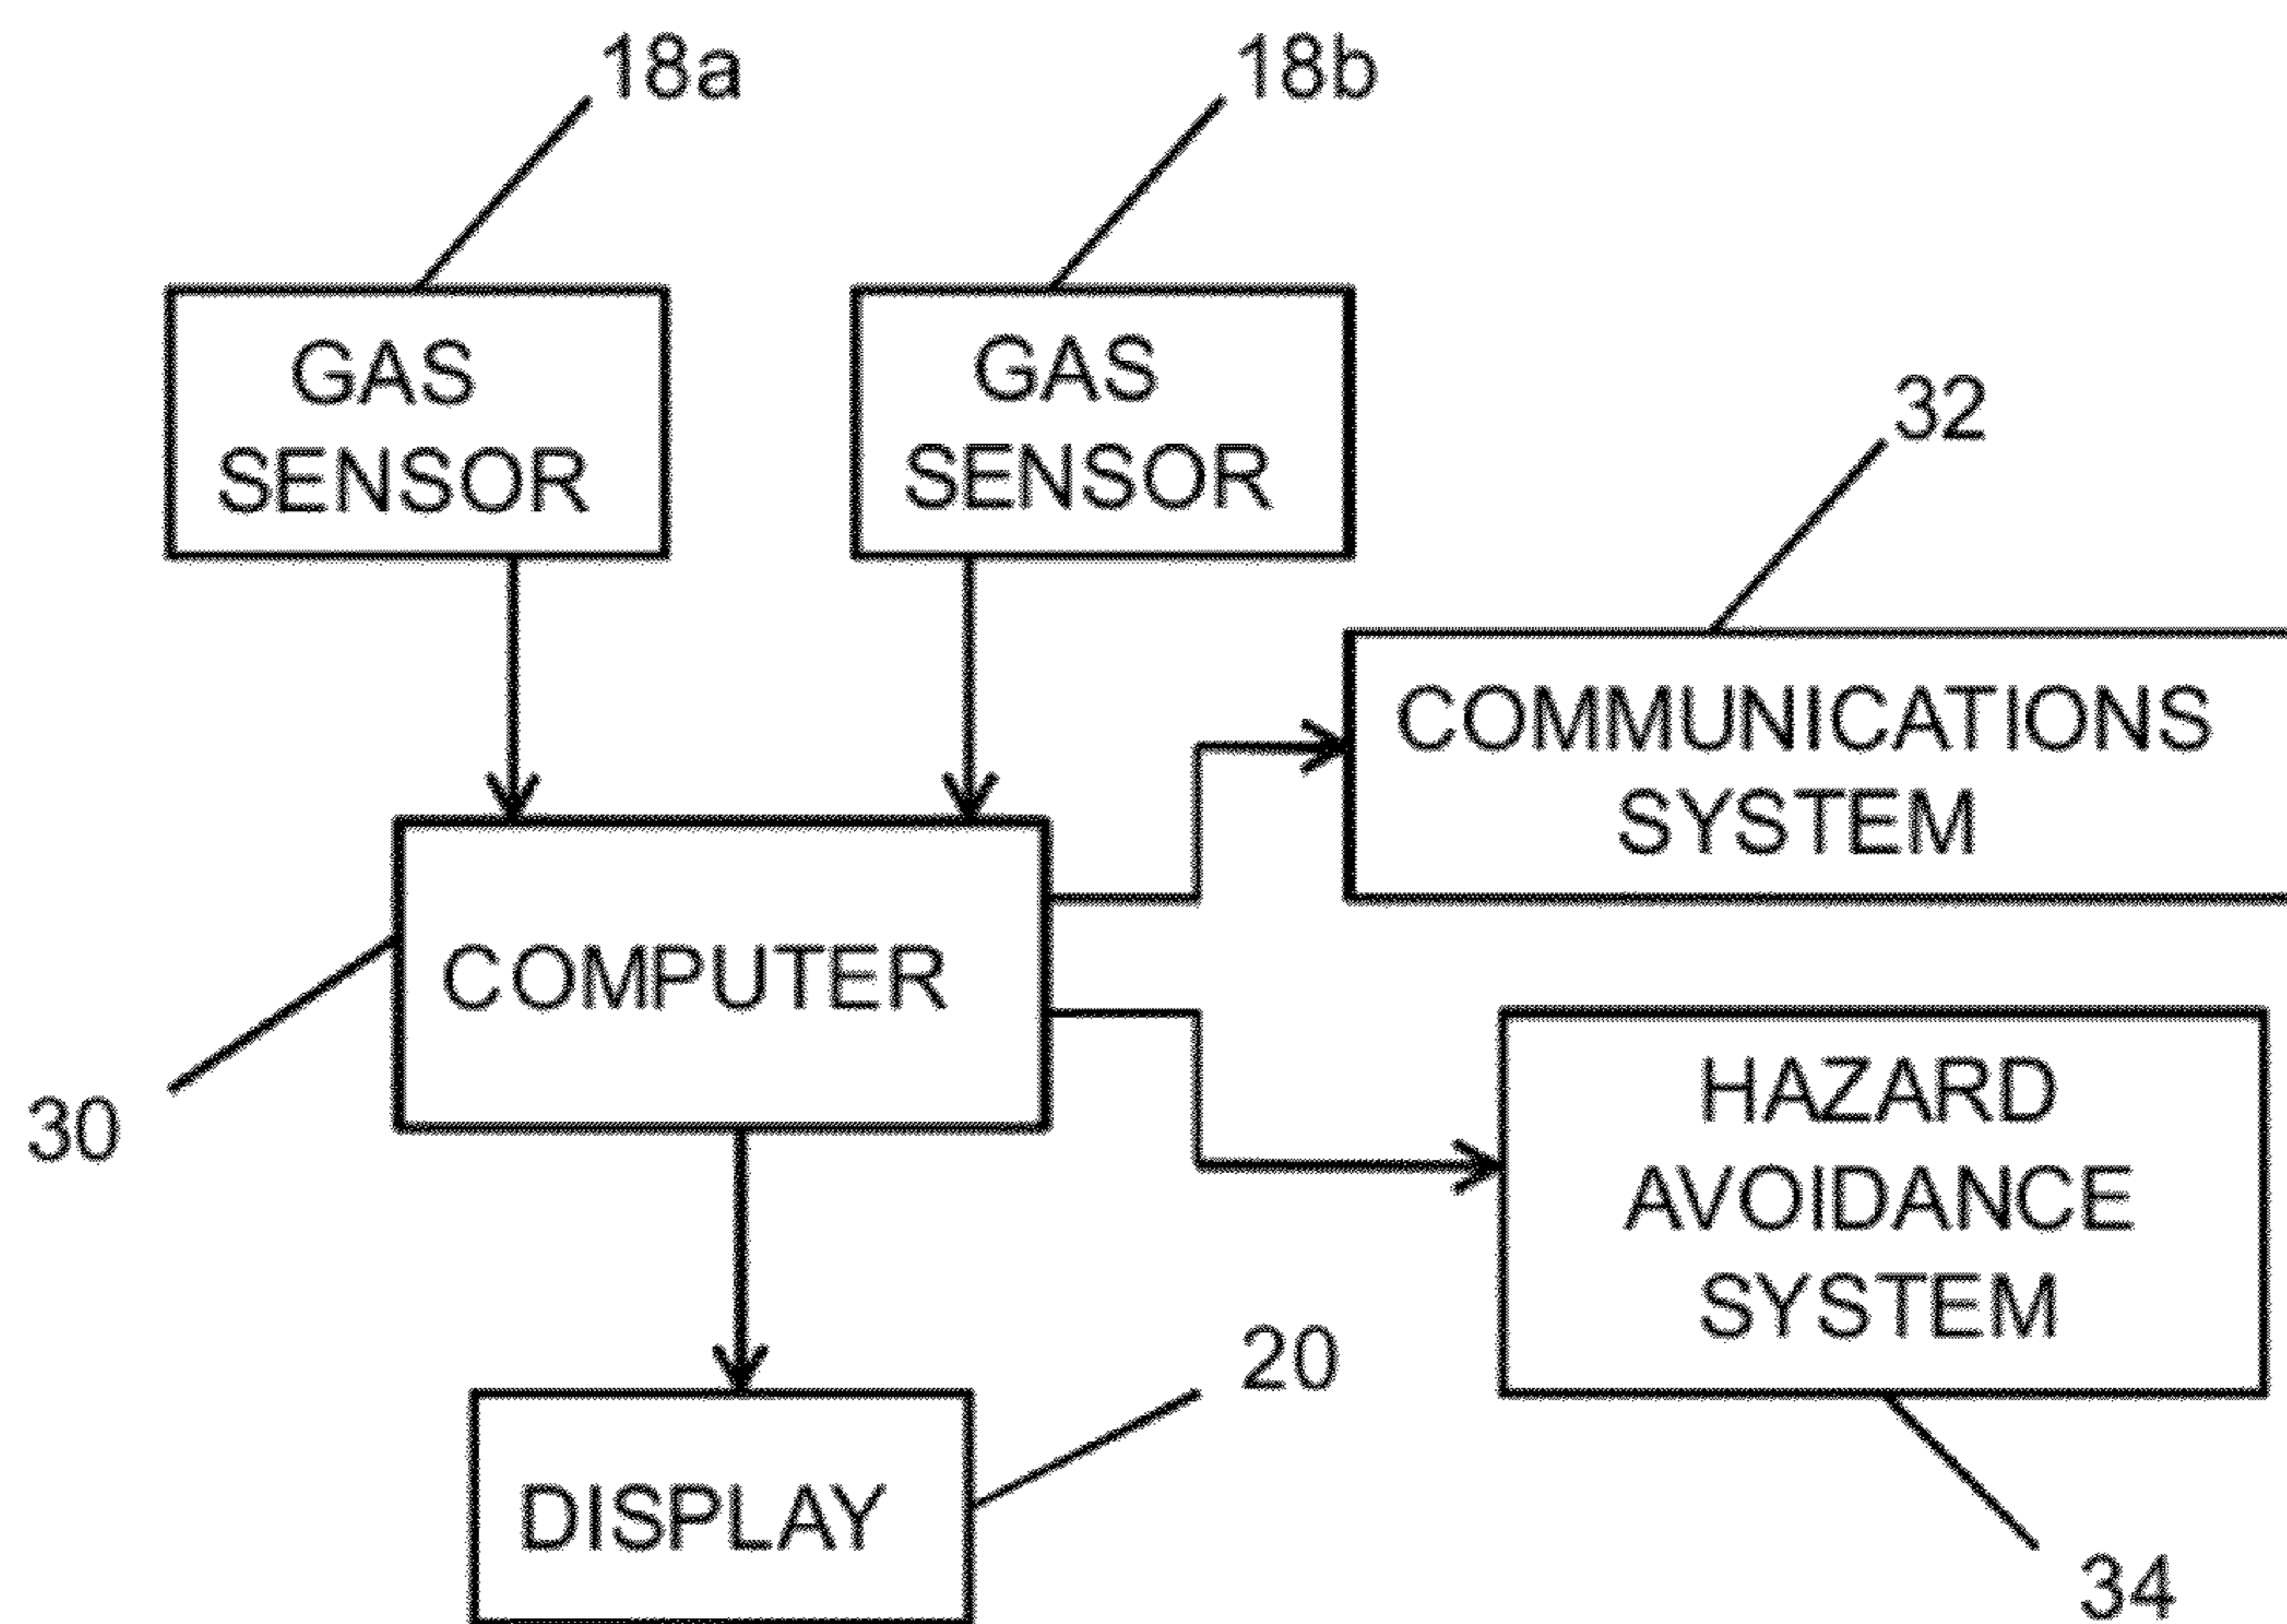 18a
18b
GAS
SENSOR
GAS
SENSOR
32
COMMUNICATIONS
SYSTEM
COMPUTER
30
HAZARD
AVOIDANCE
SYSTEM
20
DISPLAY
34